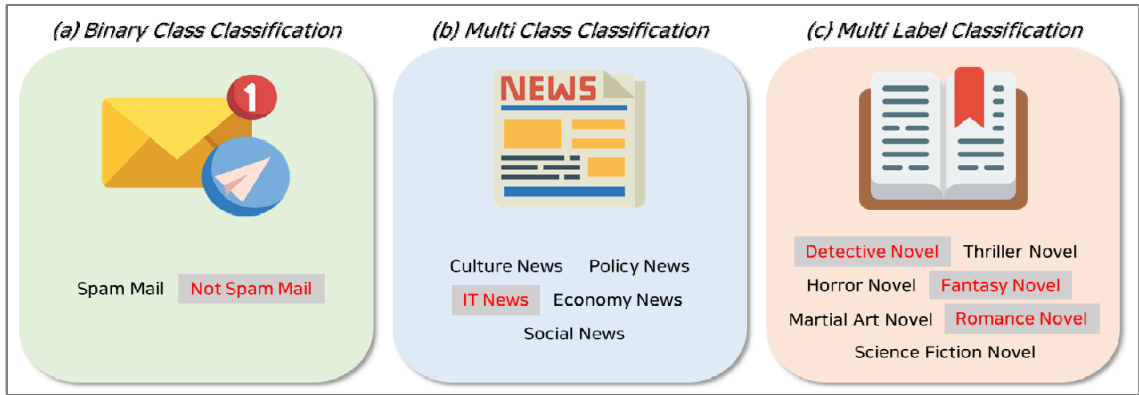 (a) Binary Class Classification
1
Spam Mail Not Spam Mail
(b) Multi Class Classification
NEWS
Culture News Policy News
IT News Economy News
Social News
(c) Multi Label Classification
Detective Novel Thriller Novel
Horror Novel Fantasy Novel
Martial Art Novel Romance Novel
Science Fiction Novel